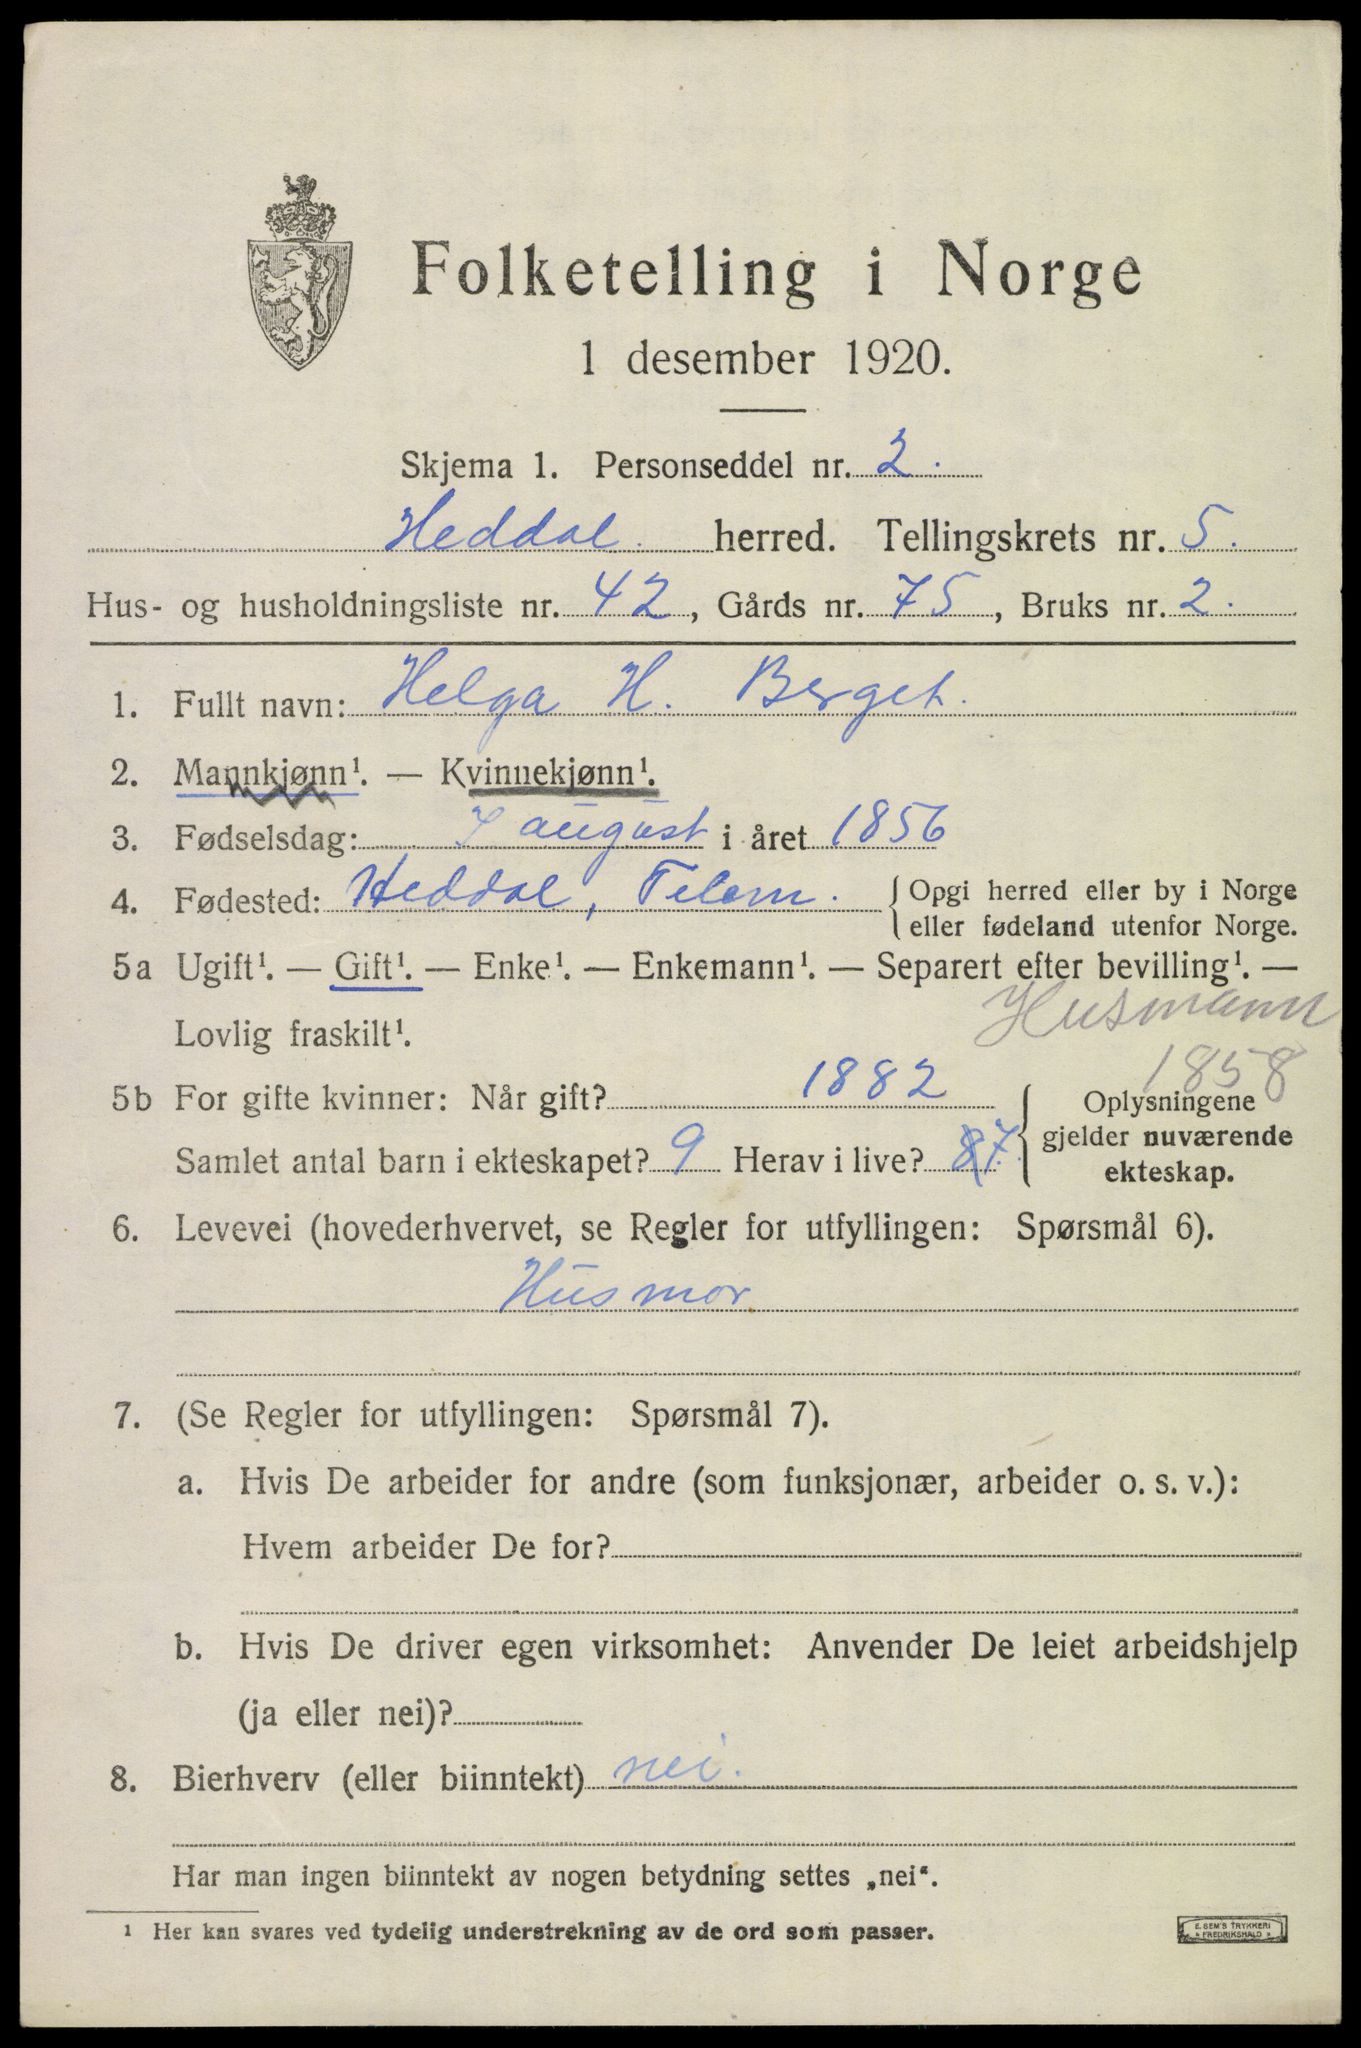 Folketelling i Norge
1 desember 1920.
Skjema 1. Personseddel nr. 2.
Heddal. herred. Tellingskrets nr. 5.
Hus- og husholdningsliste nr. 42, Gårds nr. 75, Bruks nr. 2.
1. Fullt navn: Helga H. Berget.
2. Mannkjønn¹. — Kvinnekjønn¹.
3. Fødselsdag: 7 august i året 1856
4. Fødested: Heddal, Telem. { Opgi herred eller by i Norge
eller fødeland utenfor Norge.
5a Ugift¹. — Gift¹. — Enke¹. — Enkemann¹. — Separert efter bevilling¹. —
Lovlig fraskilt¹.
Husmann
1858
5b For gifte kvinner: Når gift? 1882
Samlet antal barn i ekteskapet? 9 Herav i live? 8 7.
{ Oplysningene
gjelder nuværende
ekteskap.
6. Levevei (hovederhvervet, se Regler for utfyllingen: Spørsmål 6).
Husmor
7. (Se Regler for utfyllingen: Spørsmål 7).
a. Hvis De arbeider for andre (som funksjonær, arbeider o. s. v.):
Hvem arbeider De for?
b. Hvis De driver egen virksomhet: Anvender De leiet arbeidshjelp
(ja eller nei)?
8. Bierhverv (eller biinntekt) nei.
Har man ingen biinntekt av nogen betydning settes „nei“.
¹ Her kan svares ved tydelig understrekning av de ord som passer.
E. SEM'S TRYKKERI
FREDRIKSHALD